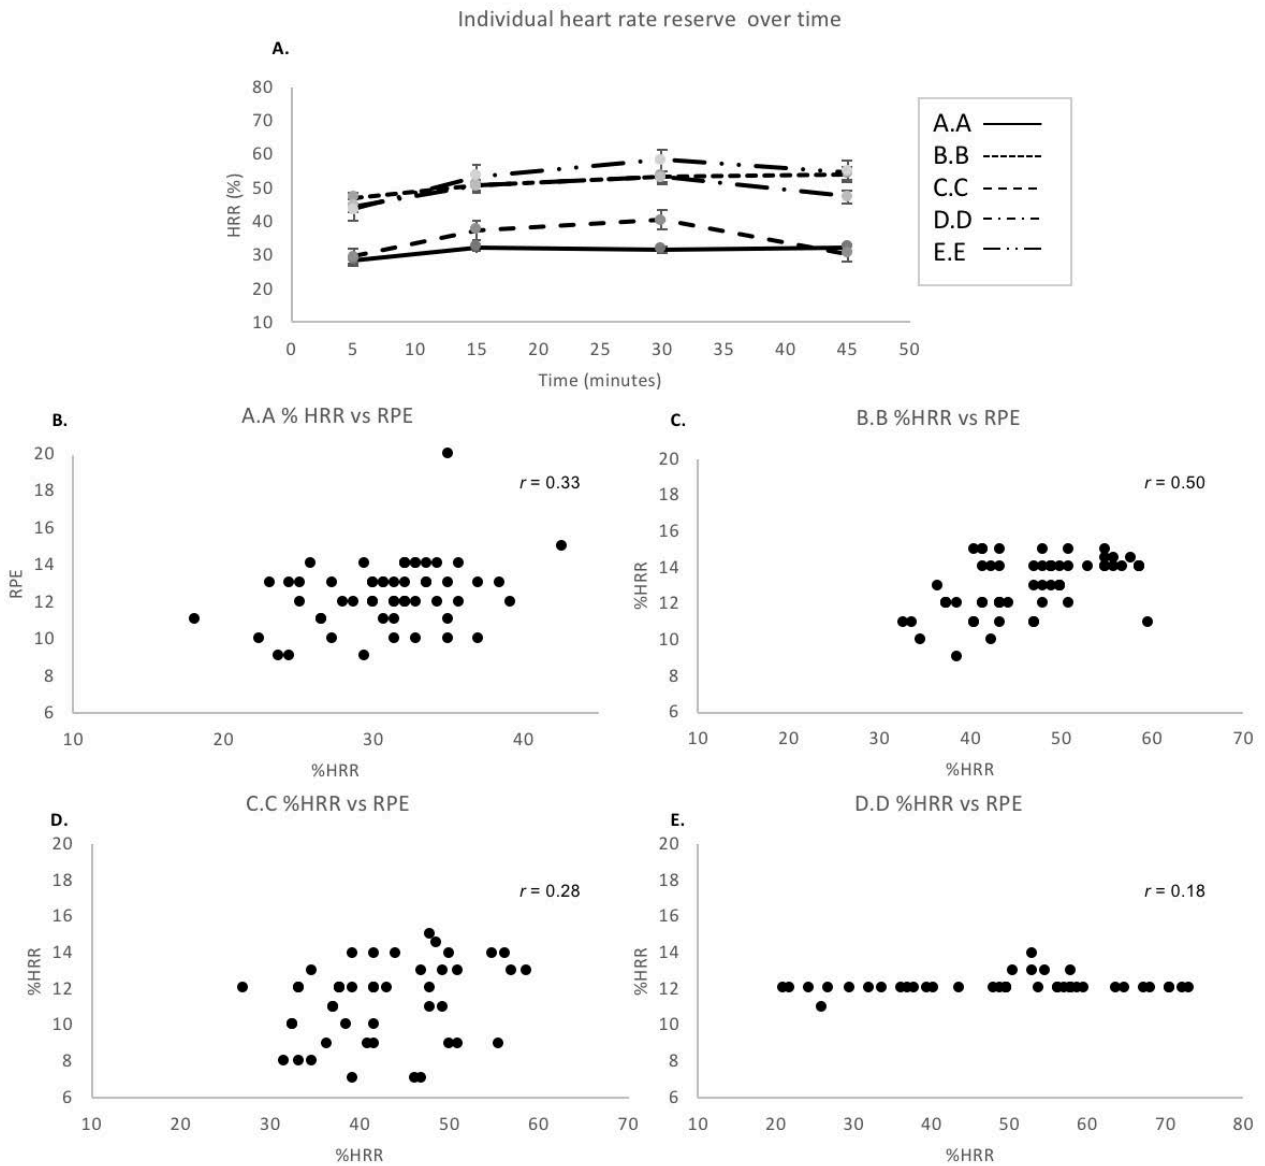 Individual heart rate reserve over time
A.
80
70
60
50
40
30
20
10
HRR (%)
0 5 10 15 20 25 30 35 40 45 50
Time (minutes)
A.A
B.B
C.C
D.D
E.E
B.
A.A % HRR vs RPE
20
18
16
14
12
10
8
6
RPE
r = 0.33
10 20 30 40
%HRR
C.
B.B %HRR vs RPE
20
18
16
14
12
10
8
6
%HRR
r = 0.50
10 20 30 40 50 60 70
%HRR
D.
C.C %HRR vs RPE
20
18
16
14
12
10
8
6
%HRR
r = 0.28
10 20 30 40 50 60 70
%HRR
E.
D.D %HRR vs RPE
20
18
16
14
12
10
8
6
%HRR
r = 0.18
10 20 30 40 50 60 70 80
%HRR